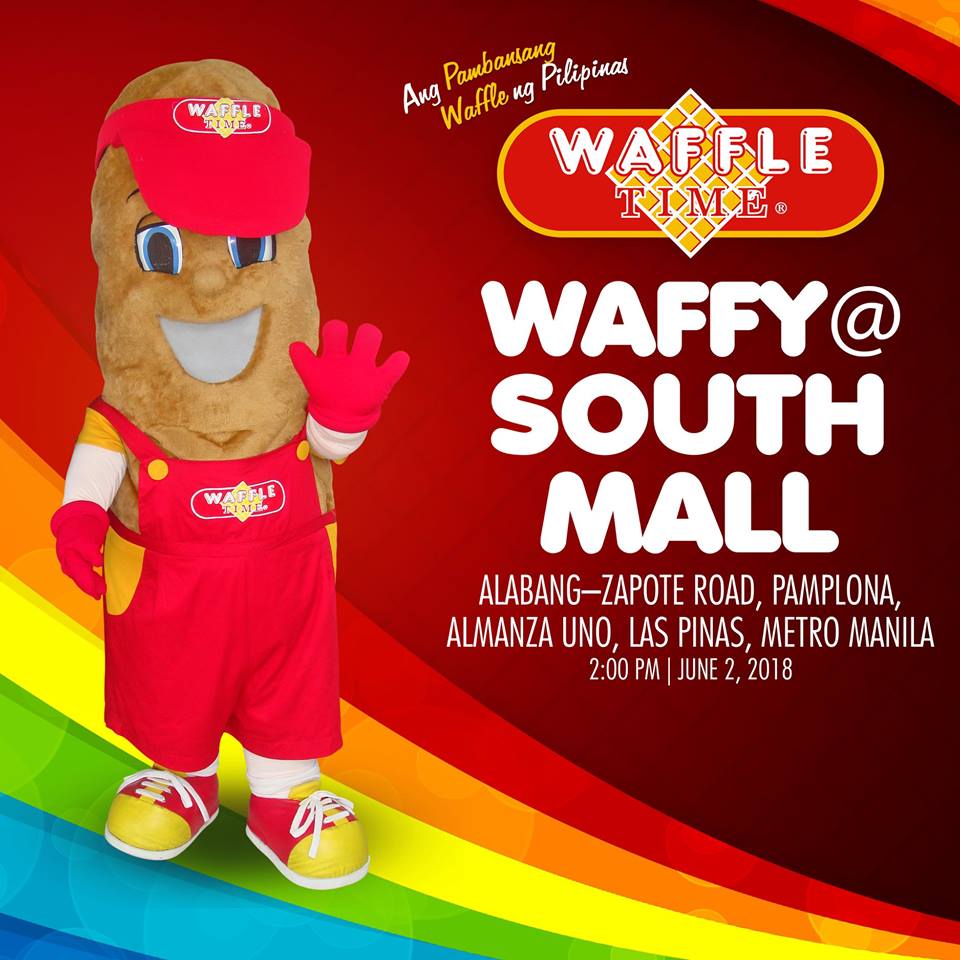 Ang Pambansang
Waffle ng Pilipinas
WAFFLE
TIME®
WAFFY@
SOUTH
MALL
ALABANG–ZAPOTE ROAD, PAMPLONA,
ALMANZA UNO, LAS PINAS, METRO MANILA
2:00 PM | JUNE 2, 2018
WAFFLE
TIME®
WAFFLE
TIME®